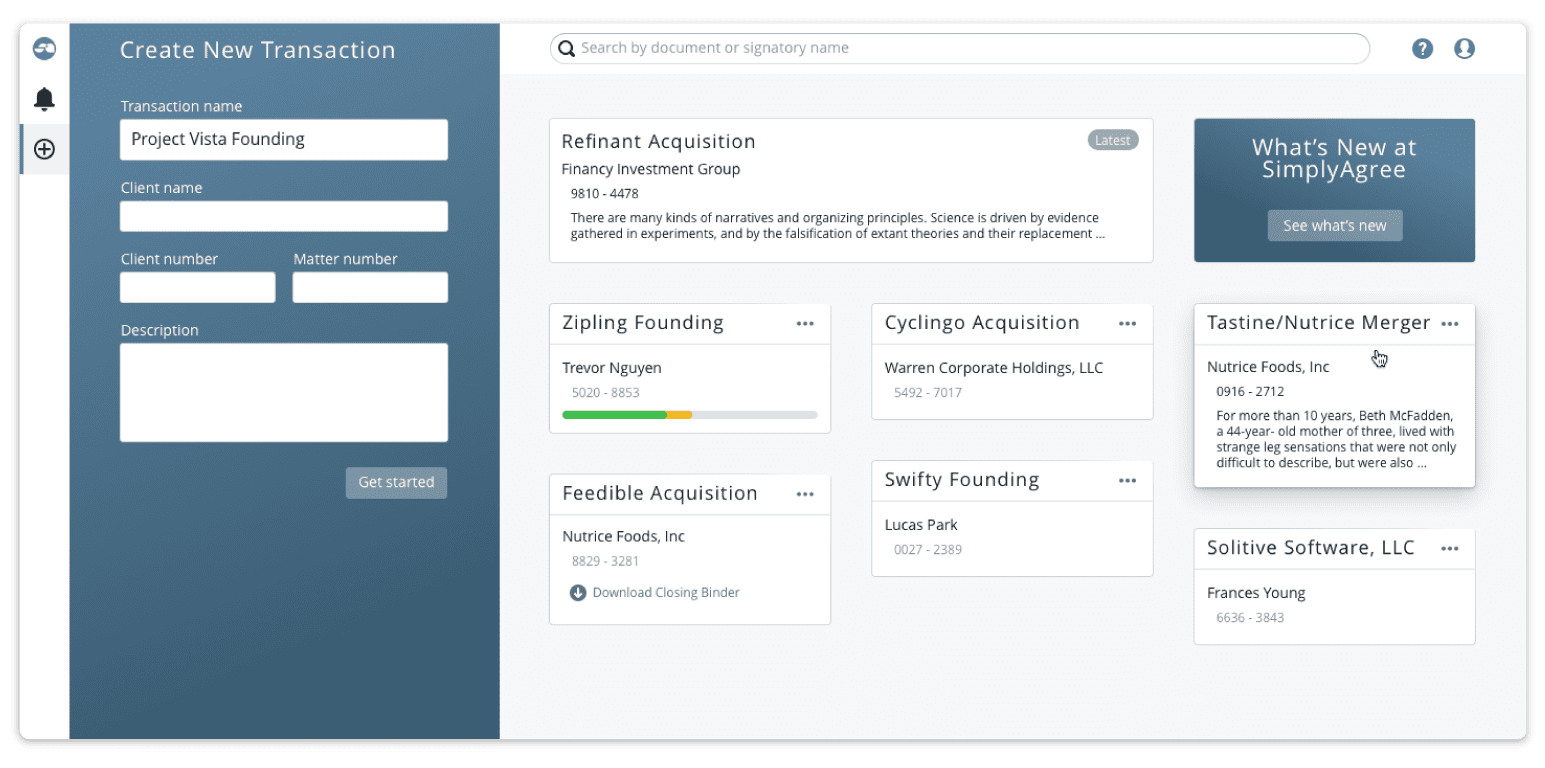 Create New Transaction
Transaction name
Project Vista Founding
Client name
Client number
Matter number
Description
Get started
Search by document or signatory name
?
Refinant Acquisition
Latest
Financy Investment Group
9810 - 4478
There are many kinds of narratives and organizing principles. Science is driven by evidence
gathered in experiments, and by the falsification of extant theories and their replacement ...
What’s New at
SimplyAgree
See what’s new
Zipling Founding
Trevor Nguyen
5020 - 8853
Feedible Acquisition
Nutrice Foods, Inc
8829 - 3281
Download Closing Binder
Cyclingo Acquisition
Warren Corporate Holdings, LLC
5492 - 7017
Swifty Founding
Lucas Park
0027 - 2389
Tastine/Nutrice Merger
Nutrice Foods, Inc
0916 - 2712
For more than 10 years, Beth McFadden,
a 44-year- old mother of three, lived with
strange leg sensations that were not only
difficult to describe, but were also ...
Solitive Software, LLC
Frances Young
6636 - 3843